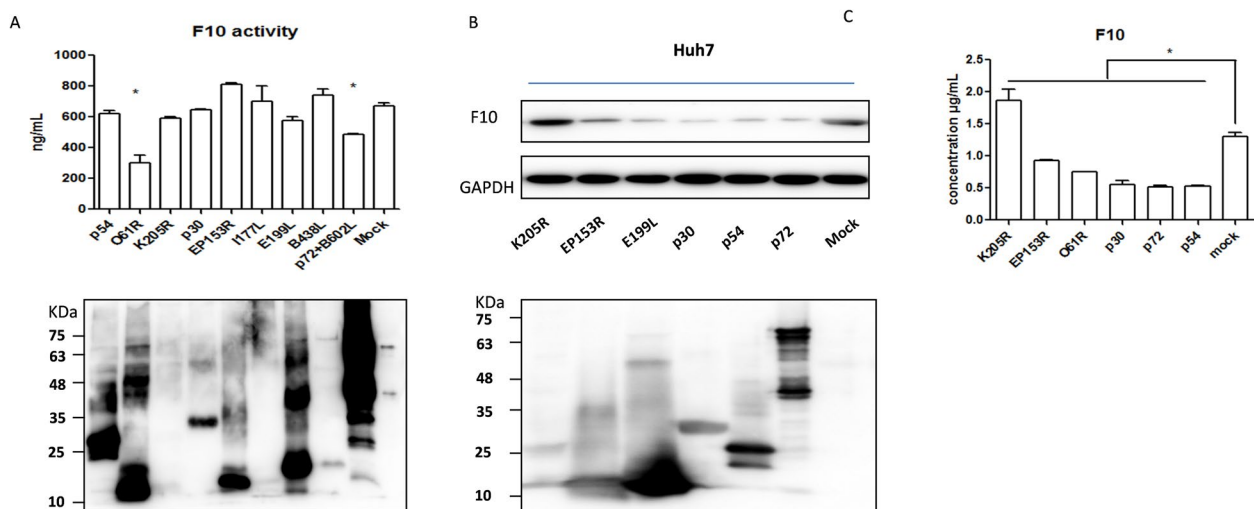 A
F10 activity
ng/mL
1000
800
600
400
200
0
*
*
p54
O61R
K205R
p30
EP153R
I177L
E199L
B438L
p72+B602L
Mock
KDa
75
63
48
35
25
10
B
Huh7
F10
GAPDH
K205R
EP153R
E199L
p30
p54
p72
Mock
KDa
75
63
48
35
25
10
C
F10
*
concentration µg/mL
2.5
2.0
1.5
1.0
0.5
0.0
K205R
EP153R
O61R
p30
p72
p54
mock